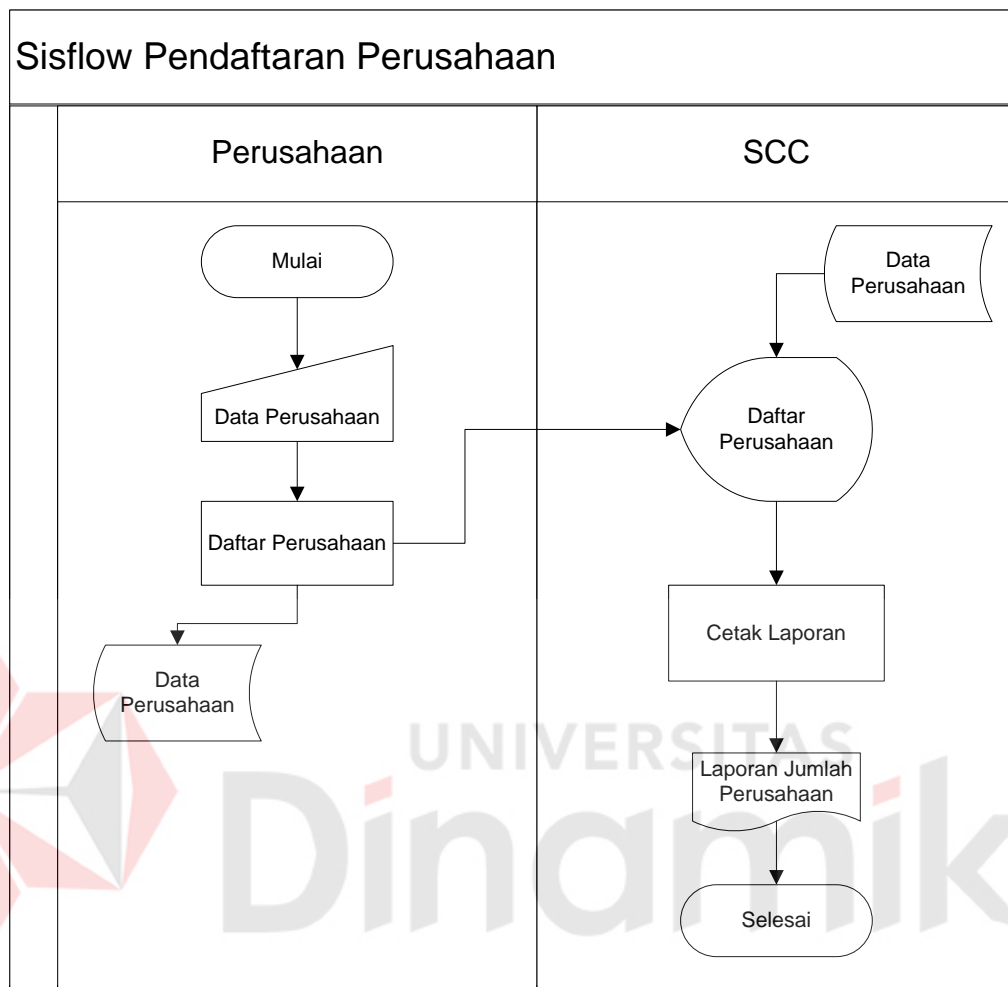 Sisflow Pendaftaran Perusahaan
Perusahaan
SCC
Mulai
Data Perusahaan
Daftar Perusahaan
Data
Perusahaan
Data
Perusahaan
Daftar
Perusahaan
Cetak Laporan
Laporan Jumlah
Perusahaan
Selesai
UNIVERSITAS
Dinamik